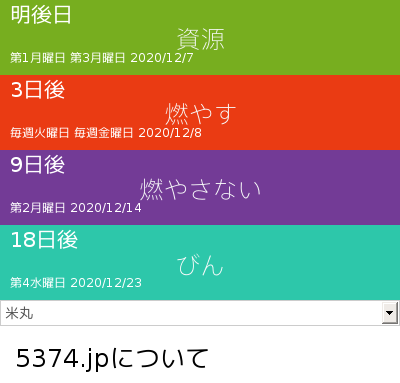 明後日
資源
第1月曜日 第3月曜日 2020/12/7
3日後
燃やす
毎週火曜日 毎週金曜日 2020/12/8
9日後
燃やさない
第2月曜日 2020/12/14
18日後
びん
第4水曜日 2020/12/23
米丸
5374.jpについて